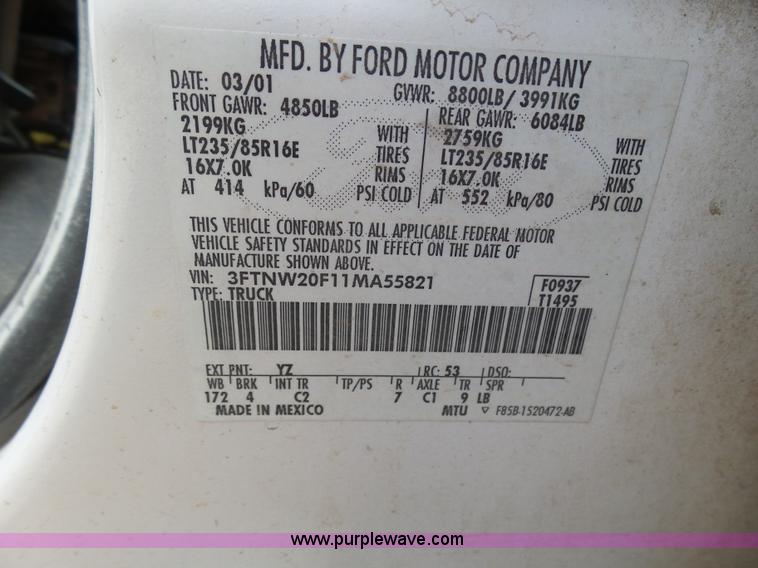 MFD. BY FORD MOTOR COMPANY
DATE: 03/01 GVWR: 8800LB/ 3991KG
FRONT GAWR: 4850LB REAR GAWR: 6084LB
2199KG WITH 2759KG WITH
LT235/85R16E TIRES LT235/85R16E TIRES
16X7.0K RIMS 16X7.0K RIMS
AT 414 kPa/60 PSI COLD AT 552 kPa/80 PSI COLD
THIS VEHICLE CONFORMS TO ALL APPLICABLE FEDERAL MOTOR
VEHICLE SAFETY STANDARDS IN EFFECT ON THE DATE OF
MANUFACTURE SHOWN ABOVE.
VIN: 3FTNW20F11MA55821 F0937
TYPE: TRUCK T1495
EXT PNT: YZ RC: 53 DSO:
WB BRK INT TR TP/PS R AXLE TR SPR
172 4 C2 7 C1 9 LB
MADE IN MEXICO MTU ▽ F85B-1520472-AB
www.purplewave.com